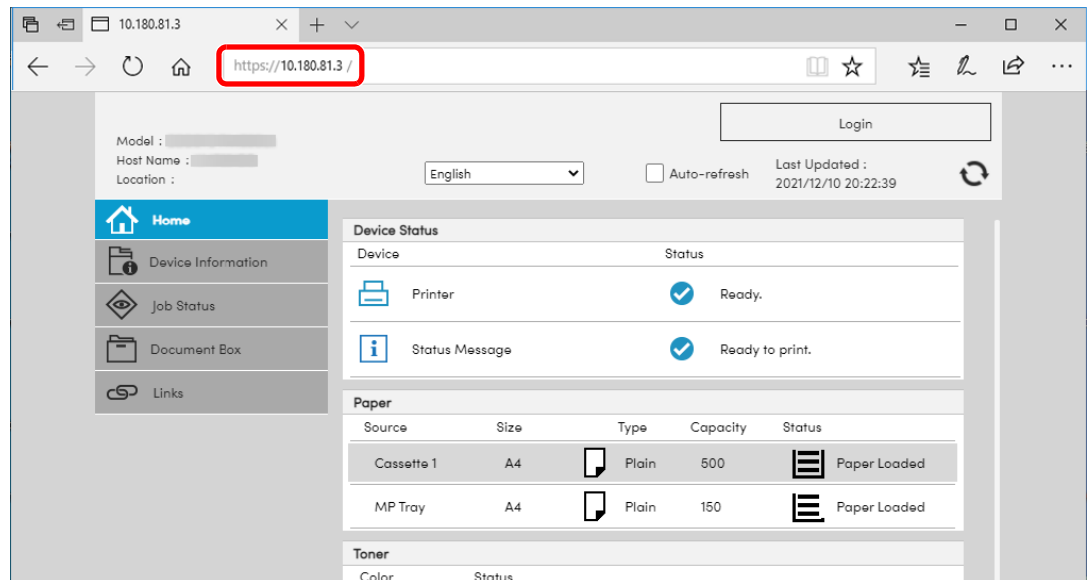 10.180.81.3
https://10.180.81.3 /
Login
Model :
Host Name :
Location :
English
Auto-refresh
Last Updated :
2021/12/10 20:22:39
Home
Device Information
Job Status
Document Box
Links
Device Status
Device Status
Printer Ready.
i Status Message Ready to print.
Paper
Source Size Type Capacity Status
Cassette 1 A4 Plain 500 Paper Loaded
MP Tray A4 Plain 150 Paper Loaded
Toner
Color Status